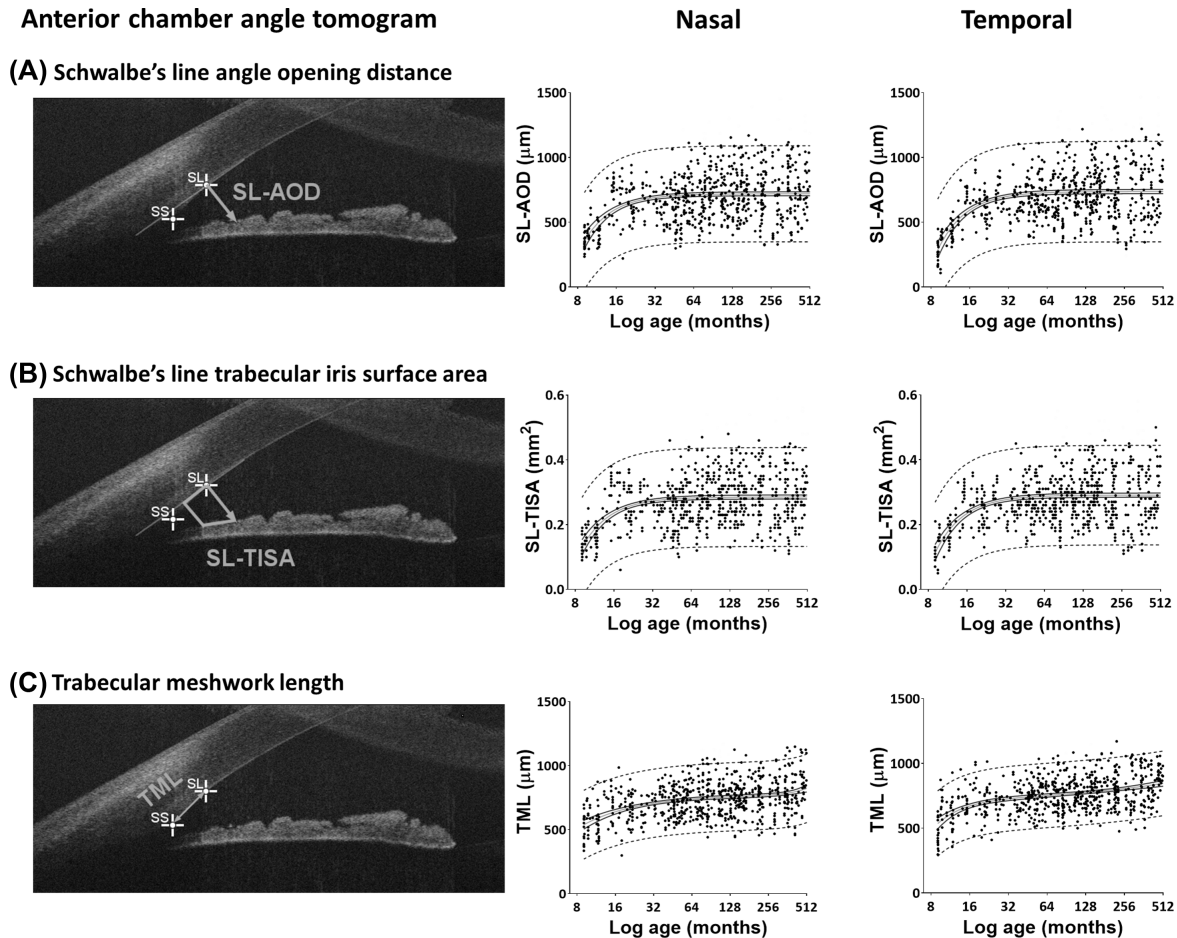 Anterior chamber angle tomogram
Nasal
Temporal
(A) Schwalbe's line angle opening distance
SL
SS
SL-AOD
SL-AOD (μm)
1500
1000
500
0
8 16 32 64 128 256 512
Log age (months)
SL-AOD (μm)
1500
1000
500
0
8 16 32 64 128 256 512
Log age (months)
(B) Schwalbe's line trabecular iris surface area
SL
SS
SL-TISA
SL-TISA (mm²)
0.6
0.4
0.2
0.0
8 16 32 64 128 256 512
Log age (months)
SL-TISA (mm²)
0.6
0.4
0.2
0.0
8 16 32 64 128 256 512
Log age (months)
(C) Trabecular meshwork length
TML
SL
SS
TML (μm)
1500
1000
500
0
8 16 32 64 128 256 512
Log age (months)
TML (μm)
1500
1000
500
0
8 16 32 64 128 256 512
Log age (months)